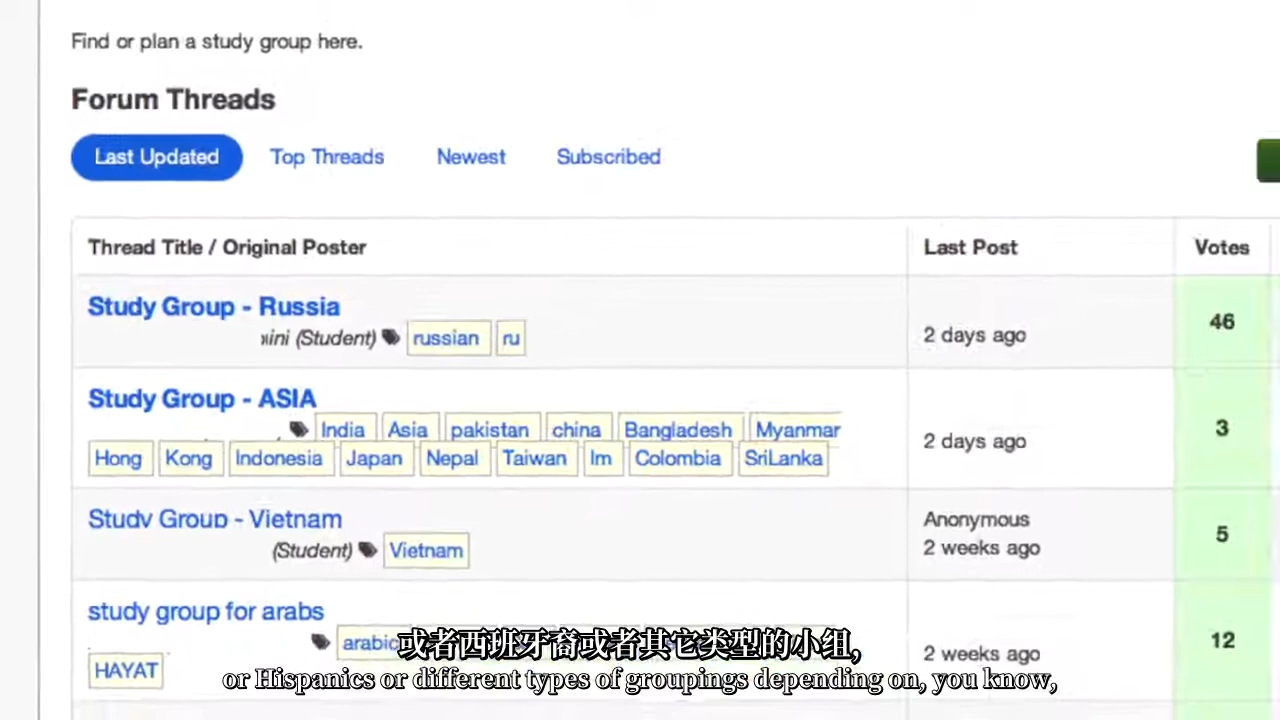 Find or plan a study group here.
Forum Threads
Last Updated Top Threads Newest Subscribed
Thread Title / Original Poster Last Post Votes
Study Group - Russia
(Student) russian ru
2 days ago
46
Study Group - ASIA
India Asia pakistan china Bangladesh Myanmar
Hong Kong Indonesia Japan Nepal Taiwan Im Colombia SriLanka
2 days ago
3
Study Group - Vietnam
(Student) Vietnam
Anonymous
2 weeks ago
5
study group for arabs
arabic
HAYAT
2 weeks ago
12
或者西班牙裔或者其它类型的小组,
or Hispanics or different types of groupings depending on, you know,